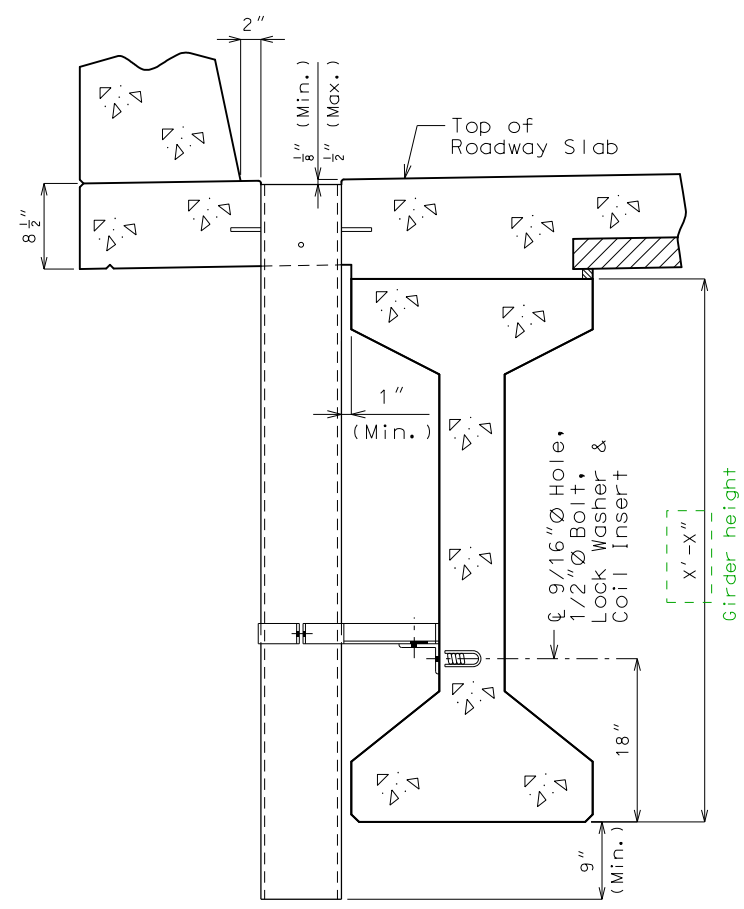 2"
1/8" (Min.)
1/2" (Max.)
Top of
Roadway Slab
8 1/2"
1"
(Min.)
℄ 9/16"Ø Hole,
1/2"Ø Bolt,
Lock Washer &
Coil Insert
x'-x"
Girder height
18"
9"
(Min.)